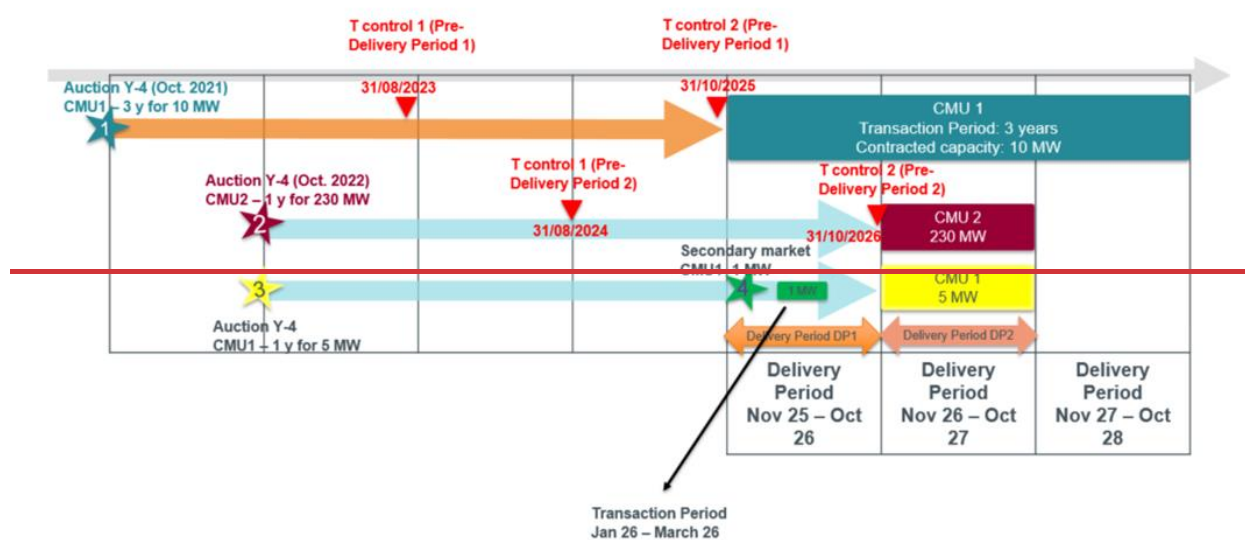 T control 1 (Pre-
Delivery Period 1)
T control 2 (Pre-
Delivery Period 1)
Auction Y-4 (Oct. 2021)
CMU1 – 3 y for 10 MW
31/08/2023
31/10/2025
1
CMU 1
Transaction Period: 3 years
Contracted capacity: 10 MW
T control 1 (Pre-
Delivery Period 2)
T control 2 (Pre-
Delivery Period 2)
Auction Y-4 (Oct. 2022)
CMU2 – 1 y for 230 MW
2
31/08/2024
31/10/2026
CMU 2
230 MW
Secondary market
CMU1- 1 MW
3
4
1 MW
CMU 1
5 MW
Auction Y-4
CMU1 – 1 y for 5 MW
Delivery Period DP1
Delivery Period DP2
Delivery
Period
Nov 25 – Oct
26
Delivery
Period
Nov 26 – Oct
27
Delivery
Period
Nov 27 – Oct
28
Transaction Period
Jan 26 – March 26